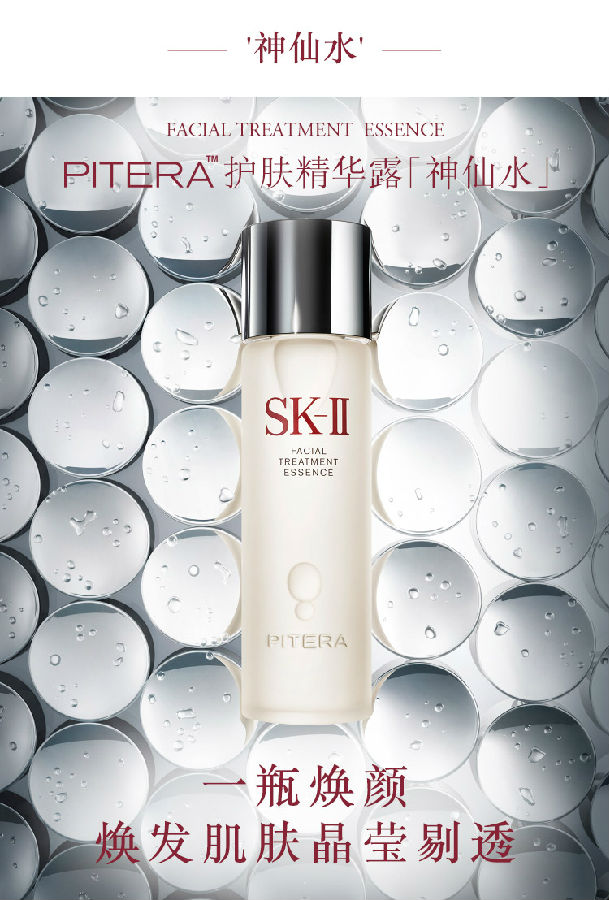 '神仙水'
FACIAL TREATMENT ESSENCE
PITERA™护肤精华露「神仙水」
SK-II
FACIAL
TREATMENT
ESSENCE
PITERA
一瓶焕颜
焕发肌肤晶莹剔透